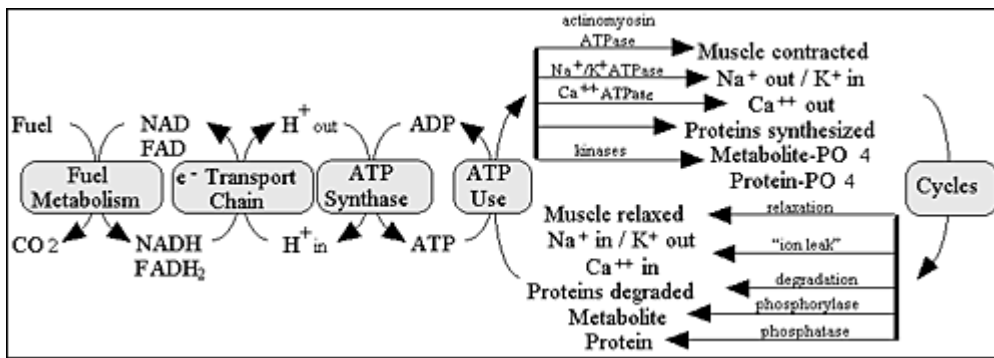 actinomyosin
ATPase
Muscle contracted
Na+/K+ ATPase
Na+ out / K+ in
Ca++ ATPase
Ca++ out
Proteins synthesized
kinases
Metabolite-PO 4
Protein-PO 4
Fuel
NAD
FAD
H+ out
ADP
Fuel
Metabolism
e- Transport
Chain
ATP
Synthase
ATP
Use
Cycles
CO 2
NADH
FADH2
H+ in
ATP
Muscle relaxed
relaxation
Na+ in / K+ out
"ion leak"
Ca++ in
Proteins degraded
degradation
Metabolite
phosphorylase
Protein
phosphatase